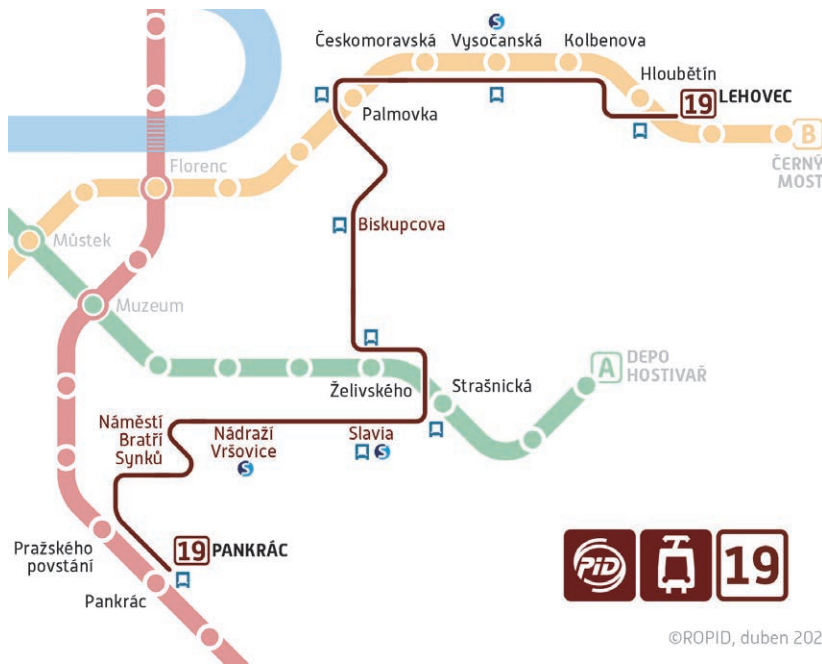 S
Českomoravská
Vysočanská
Kolbenova
Hloubětín
19
LEHOVEC
Palmovka
B
ČERNÝ
MOST
Florenc
Biskupcova
Můstek
Muzeum
A
DEPO
HOSTIVAŘ
Želivského
Strašnická
Náměstí
Bratří
Synků
Nádraží
Vršovice
S
Slavia
S
19
PANKRÁC
Pražského
povstání
Pankrác
PID
19
©ROPID, duben 202